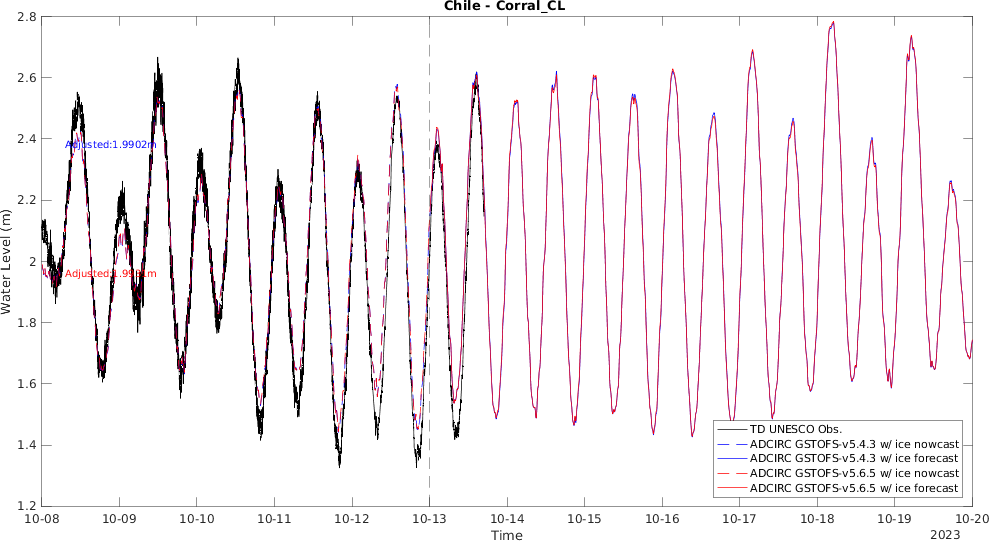 Chile - Corral_CL
2.8
2.6
2.4
2.2
2
1.8
1.6
1.4
1.2
Water Level (m)
Adjusted:1.9902m
TD UNESCO Obs.
ADCIRC GSTOFS-v5.4.3 w/ ice nowcast
ADCIRC GSTOFS-v5.4.3 w/ ice forecast
ADCIRC GSTOFS-v5.6.5 w/ ice nowcast
ADCIRC GSTOFS-v5.6.5 w/ ice forecast
10-08 10-09 10-10 10-11 10-12 10-13 10-14 10-15 10-16 10-17 10-18 10-19 10-20
Time
2023